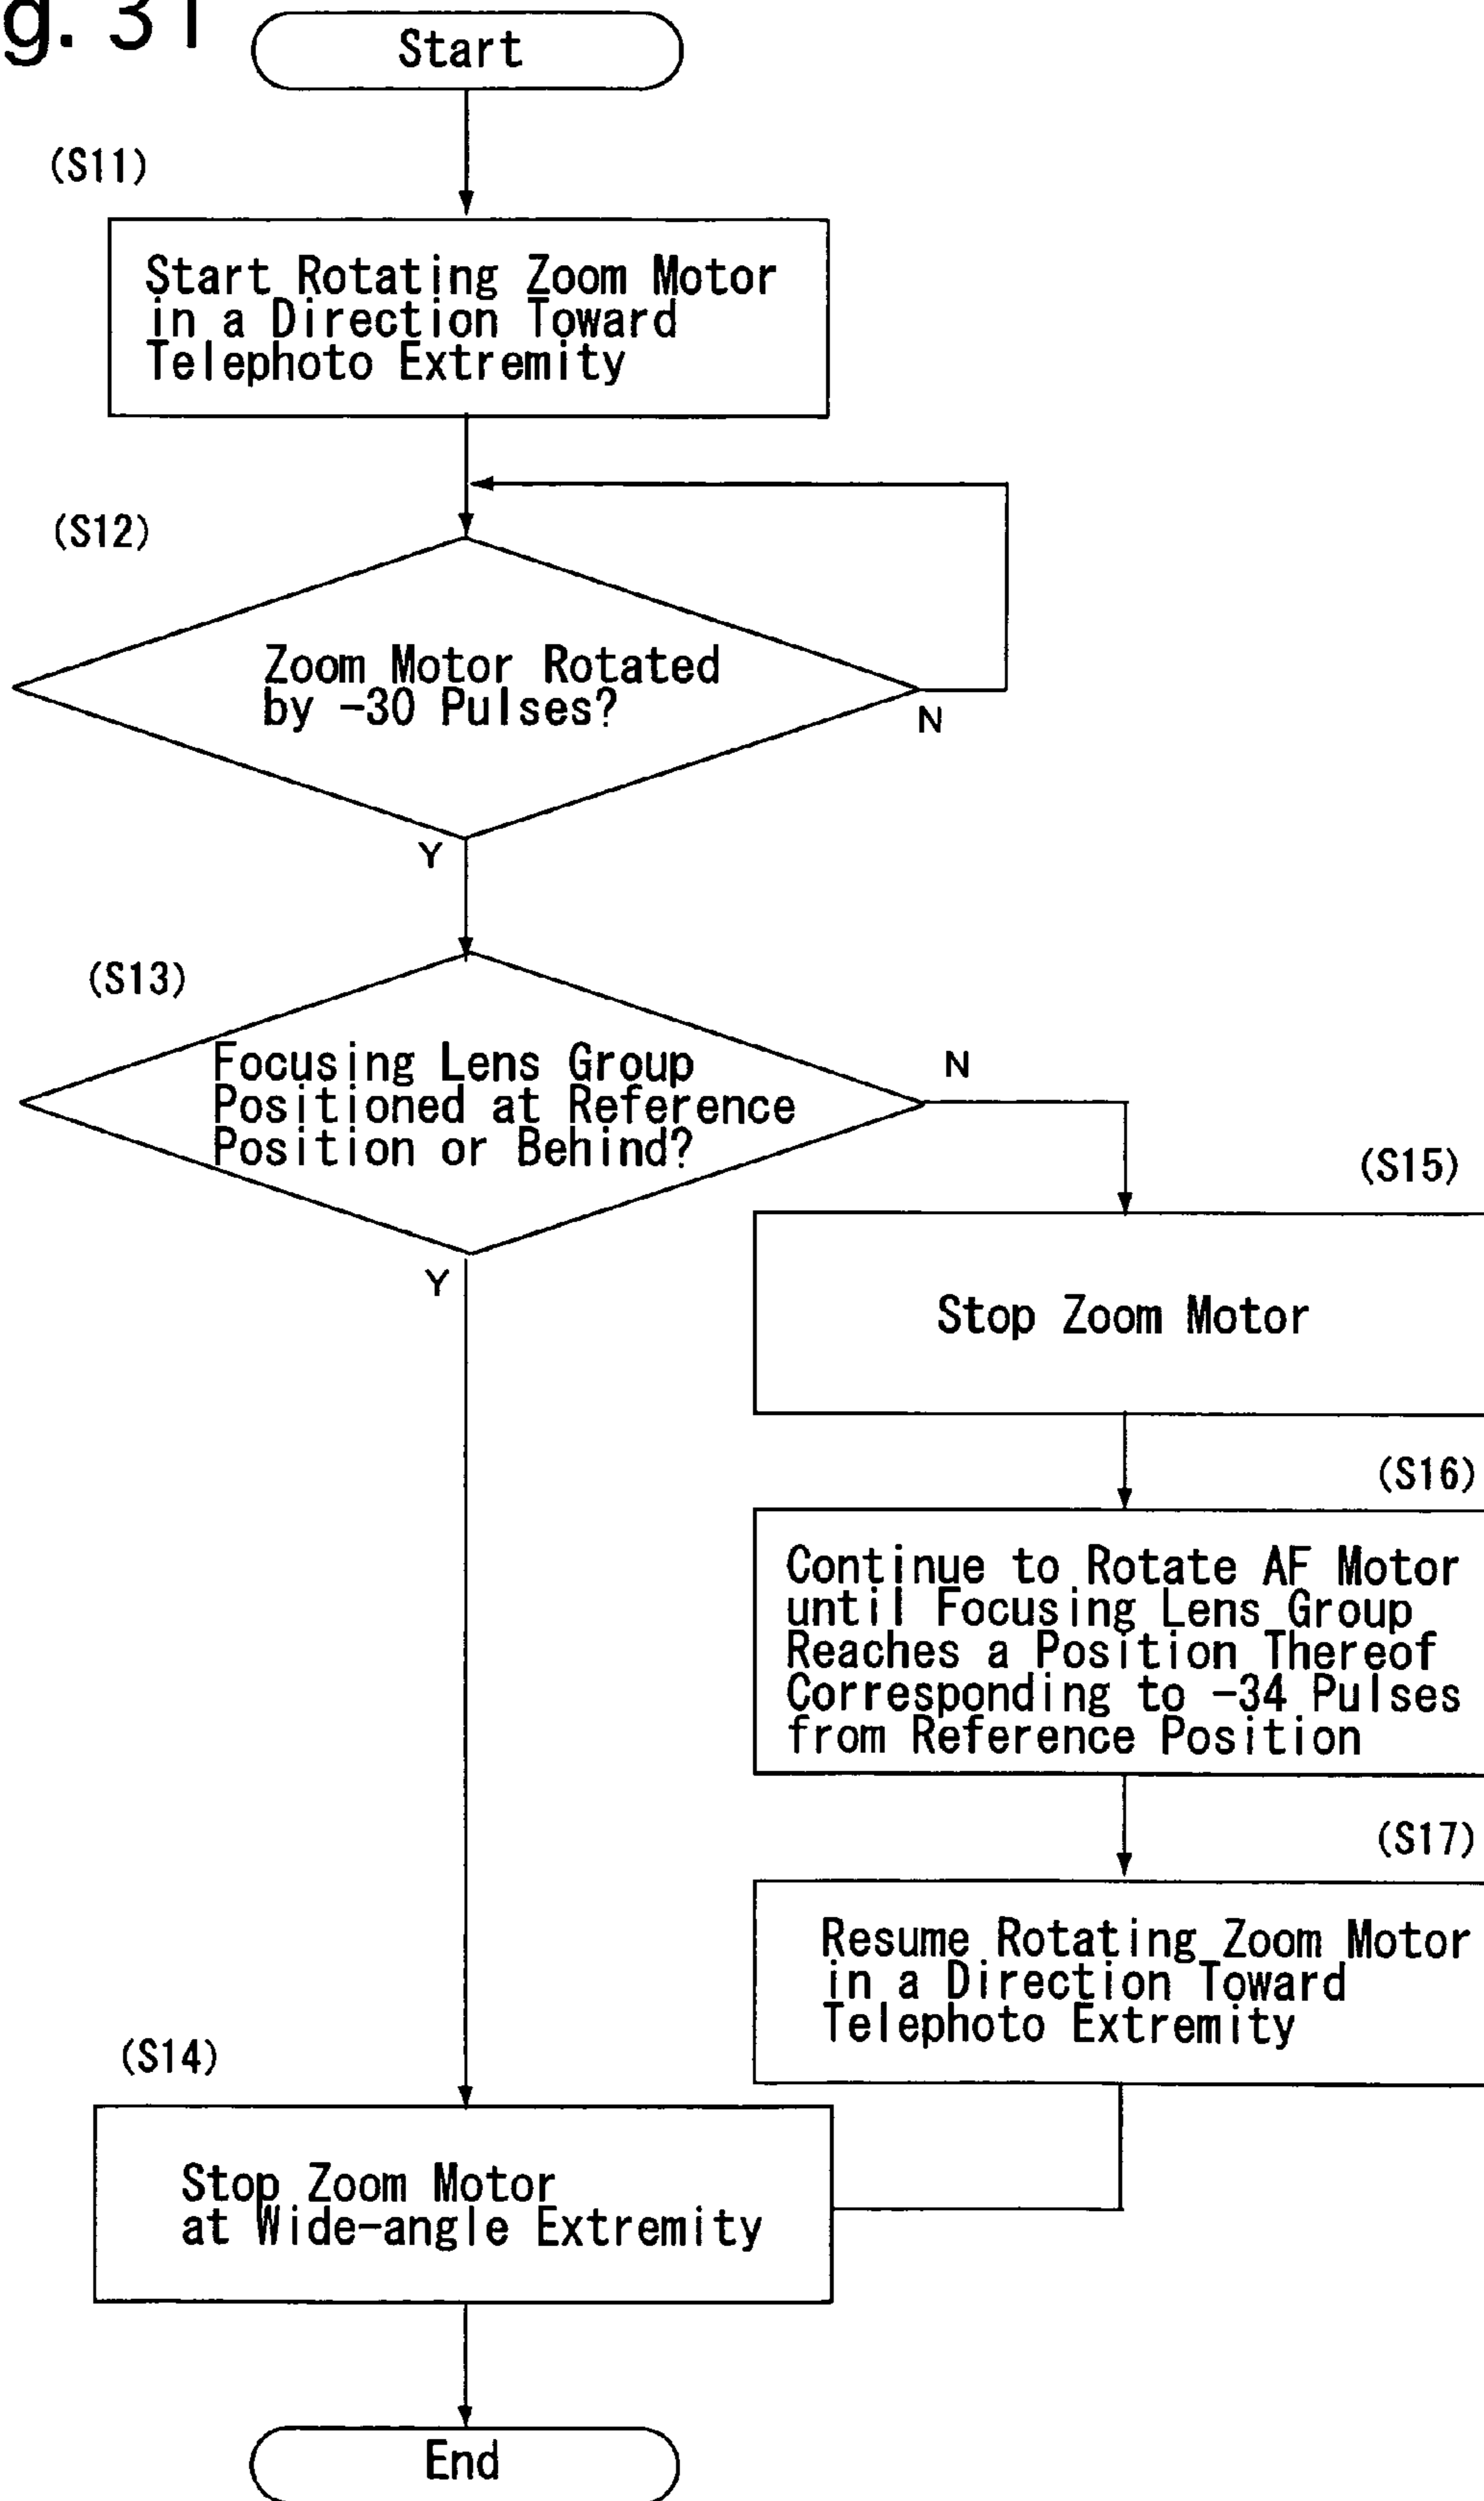 g. 31
Start
(S11)
Start Rotating Zoom Motor
in a Direction Toward
Telephoto Extremity
(S12)
Zoom Motor Rotated
by -30 Pulses?
N
Y
(S13)
Focusing Lens Group
Positioned at Reference
Position or Behind?
N
Y
(S15)
Stop Zoom Motor
(S16)
Continue to Rotate AF Motor
until Focusing Lens Group
Reaches a Position Thereof
Corresponding to -34 Pulses
from Reference Position
(S17)
Resume Rotating Zoom Motor
in a Direction Toward
Telephoto Extremity
(S14)
Stop Zoom Motor
at Wide-angle Extremity
End